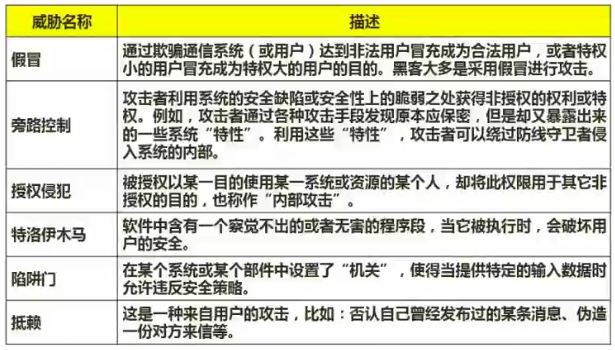 威胁名称 描述
假冒
通过欺骗通信系统（或用户）达到非法用户冒充成为合法用户，或者特权
小的用户冒充成为特权大的用户的目的。黑客大多是采用假冒进行攻击。
旁路控制
攻击者利用系统的安全缺陷或安全性上的脆弱之处获得非授权的权利或特
权。例如，攻击者通过各种攻击手段发现原本应保密，但是却又暴露出来
的一些系统“特性”。利用这些“特性”，攻击者可以绕过防线守卫者侵
入系统的内部。
授权侵犯
被授权以某一目的使用某一系统或资源的某个人，却将此权限用于其它非
授权的目的，也称作“内部攻击”。
特洛伊木马
软件中含有一个察觉不出的或者无害的程序段，当它被执行时，会破坏用
户的安全。
陷阱门
在某个系统或某个部件中设置了“机关”，使得当提供特定的输入数据时
允许违反安全策略。
抵赖
这是一种来自用户的攻击，比如：否认自己曾经发布过的某条消息、伪造
一份对方来信等。